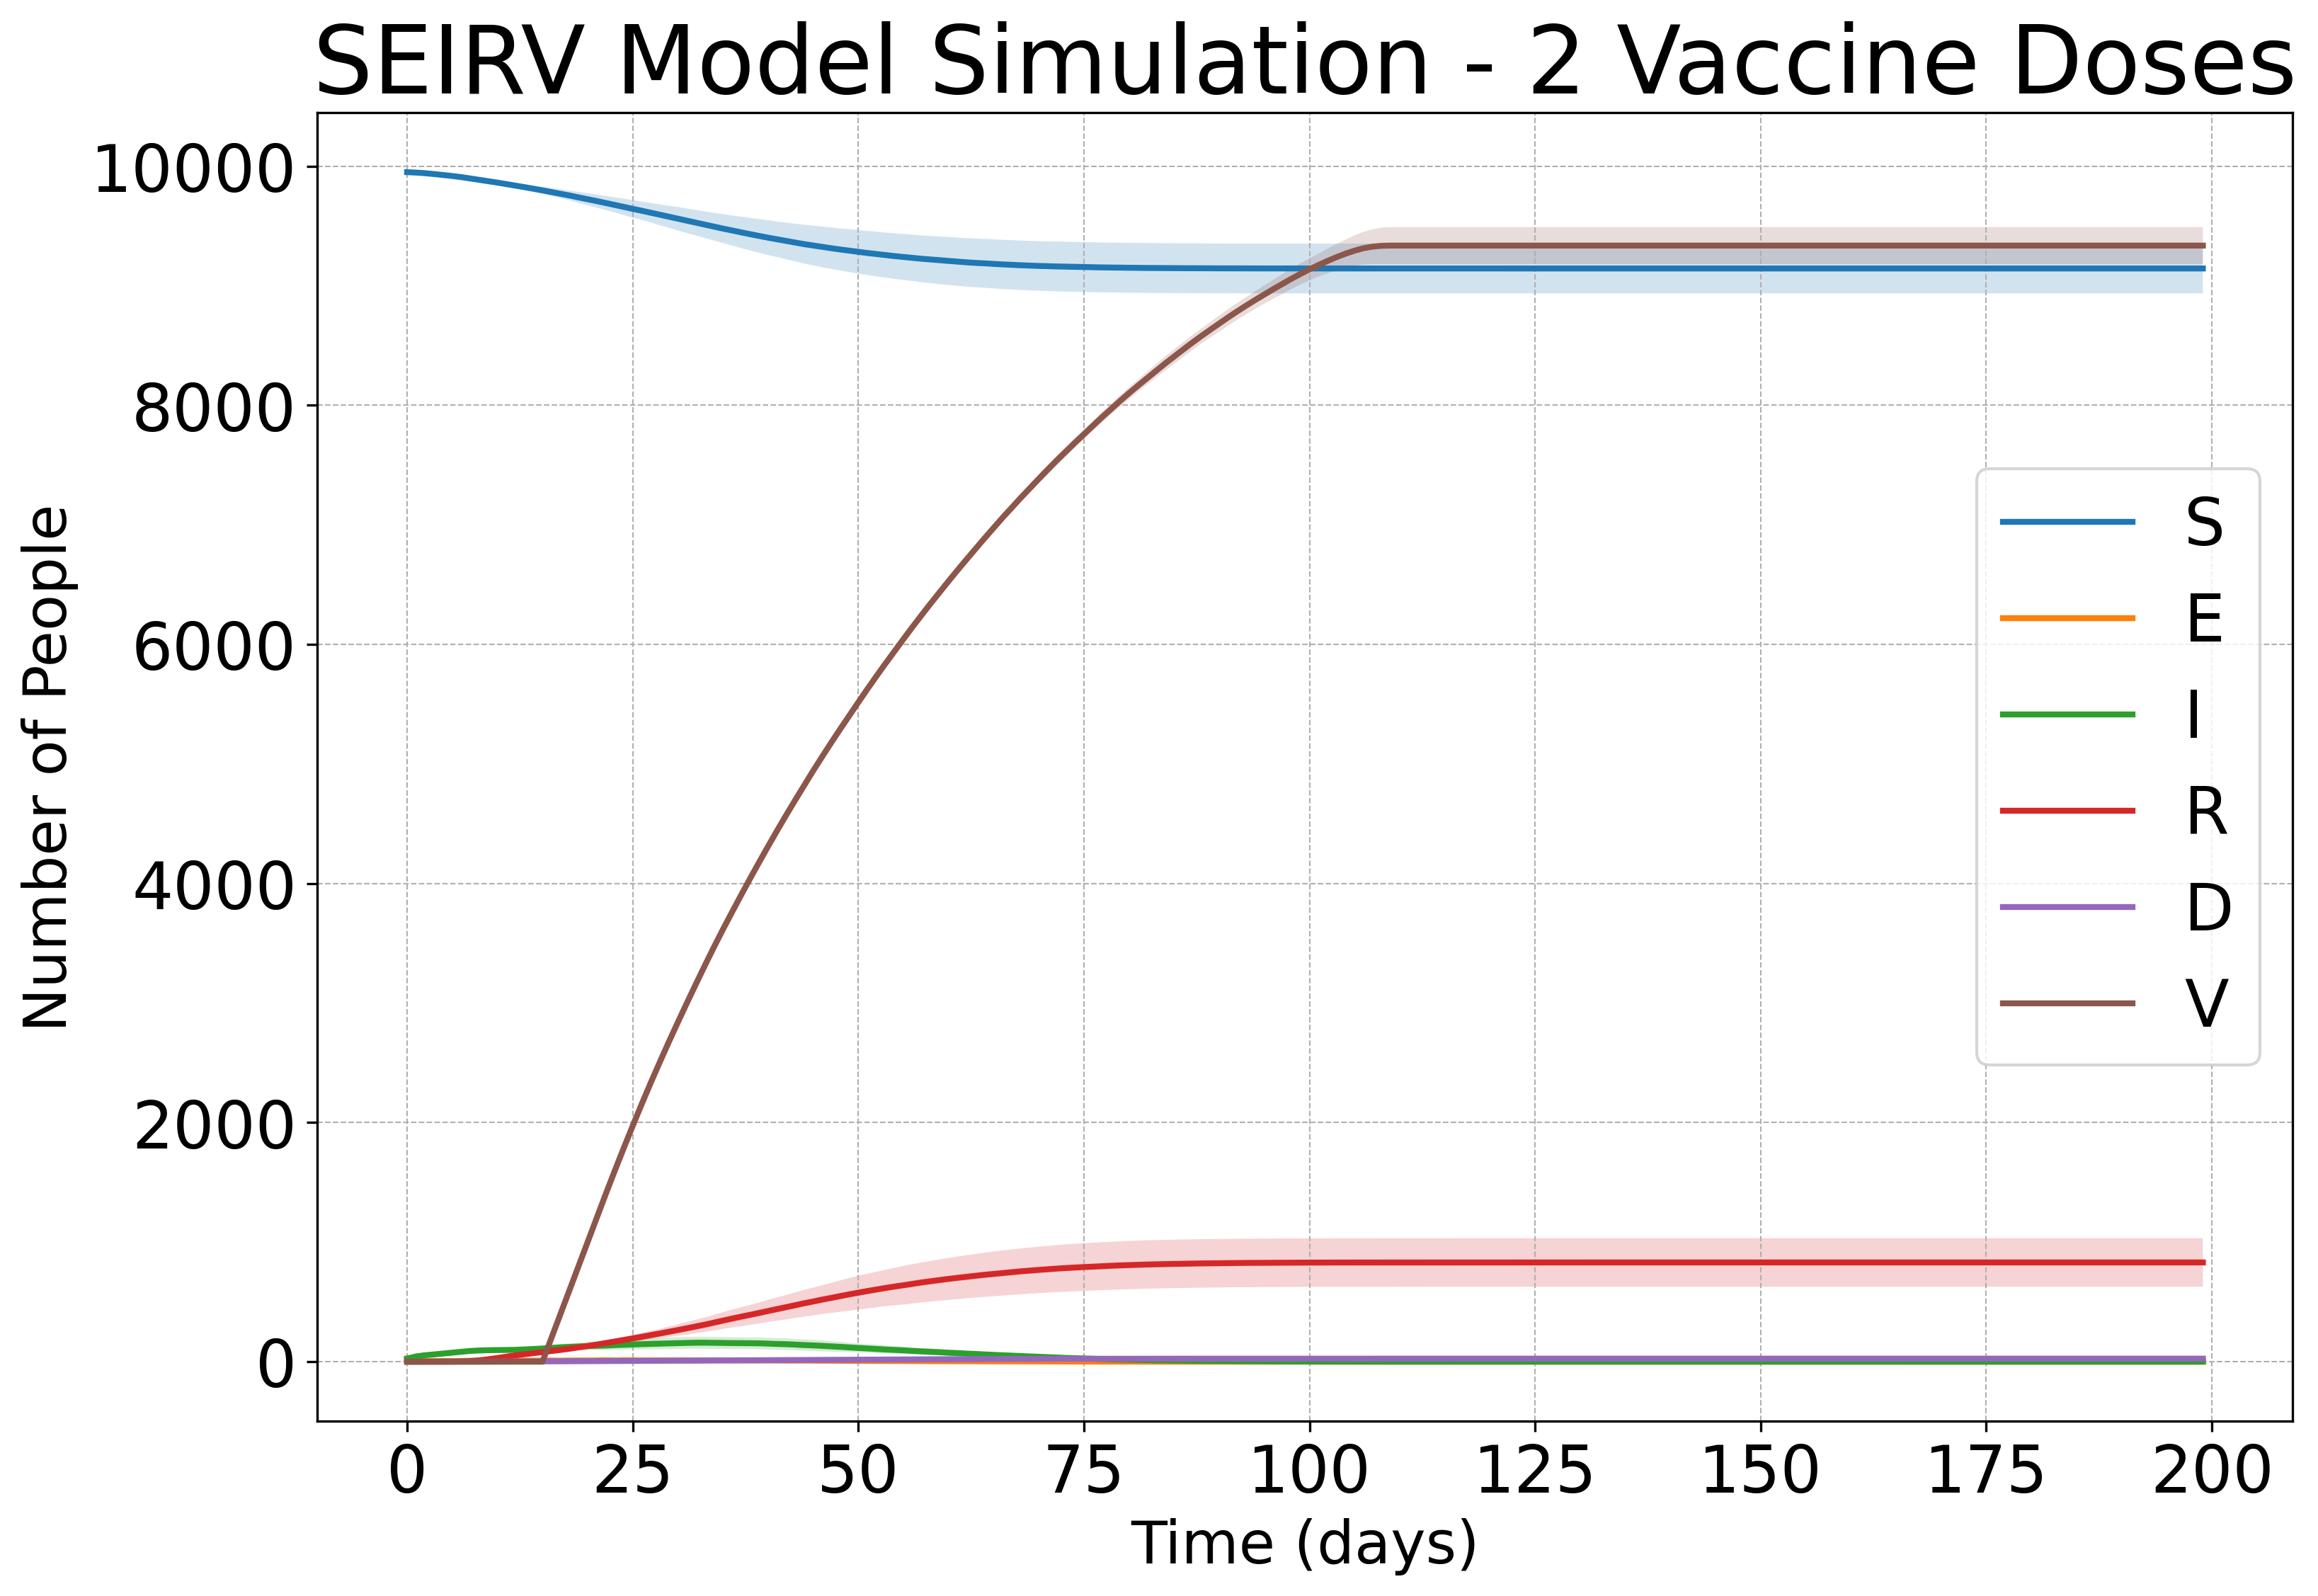 SEIRV Model Simulation - 2 Vaccine Doses
10000
8000
6000
4000
2000
0
Number of People
S
E
I
R
D
V
0 25 50 75 100 125 150 175 200
Time (days)